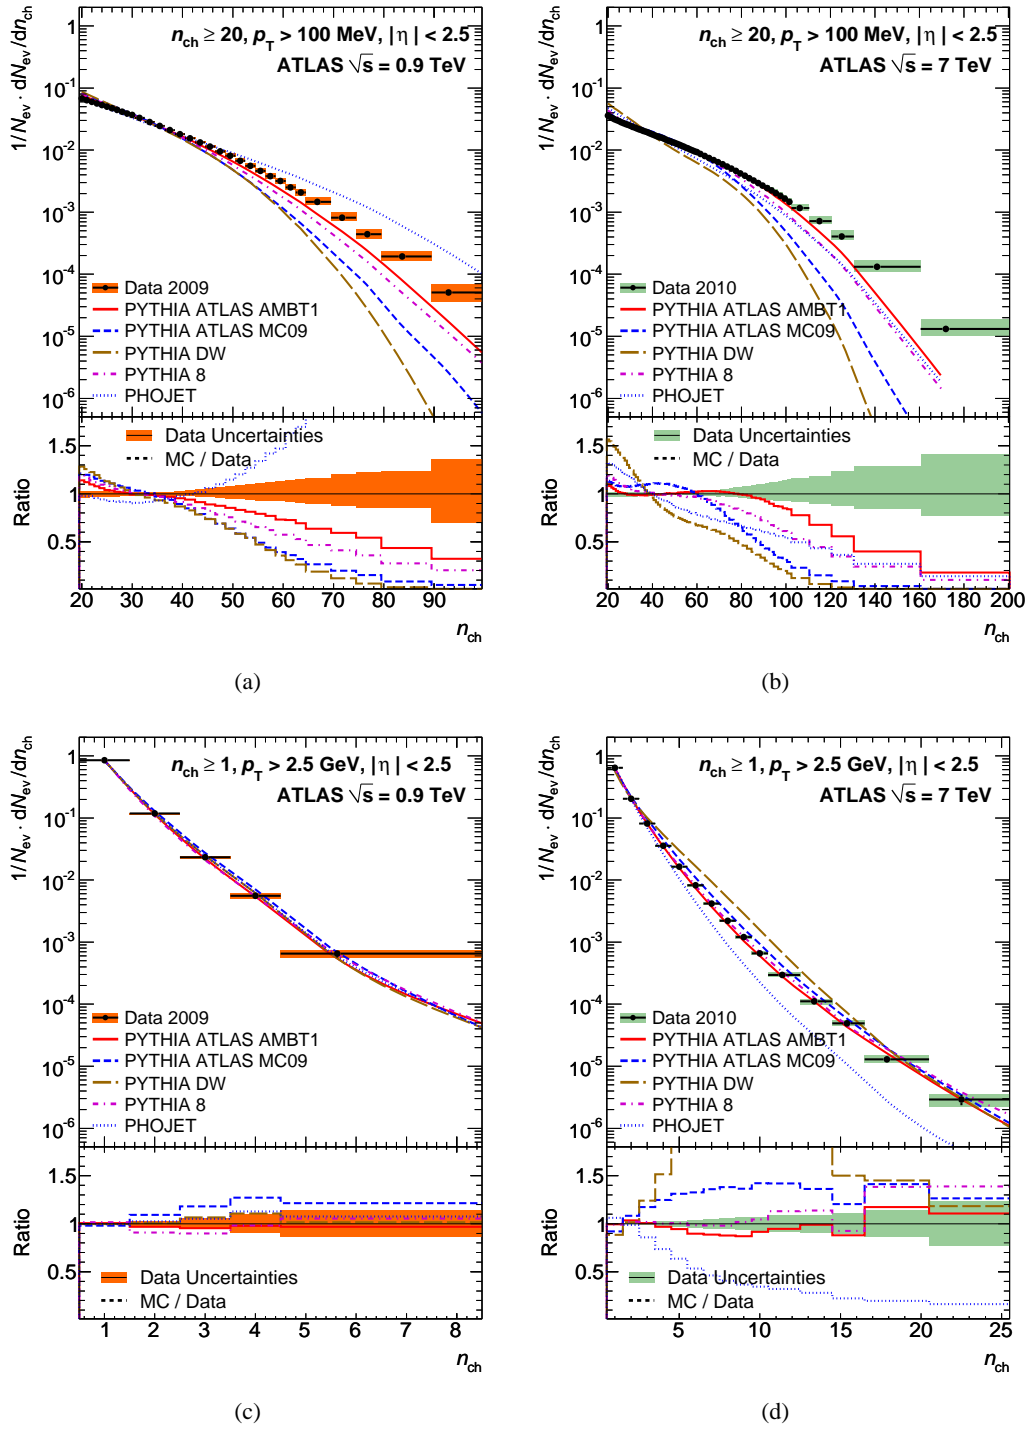 n_ch ≥ 20, p_T > 100 MeV, |η| < 2.5
ATLAS √s = 0.9 TeV
1/N_ev · dN_ev/dn_ch
1
10^-1
10^-2
10^-3
10^-4
10^-5
10^-6
Data 2009
PYTHIA ATLAS AMBT1
PYTHIA ATLAS MC09
PYTHIA DW
PYTHIA 8
PHOJET
Ratio
1.5
1
0.5
Data Uncertainties
MC / Data
20 30 40 50 60 70 80 90
n_ch
(a)
n_ch ≥ 20, p_T > 100 MeV, |η| < 2.5
ATLAS √s = 7 TeV
1/N_ev · dN_ev/dn_ch
1
10^-1
10^-2
10^-3
10^-4
10^-5
10^-6
Data 2010
PYTHIA ATLAS AMBT1
PYTHIA ATLAS MC09
PYTHIA DW
PYTHIA 8
PHOJET
Ratio
1.5
1
0.5
Data Uncertainties
MC / Data
20 40 60 80 100 120 140 160 180 200
n_ch
(b)
n_ch ≥ 1, p_T > 2.5 GeV, |η| < 2.5
ATLAS √s = 0.9 TeV
1/N_ev · dN_ev/dn_ch
1
10^-1
10^-2
10^-3
10^-4
10^-5
10^-6
Data 2009
PYTHIA ATLAS AMBT1
PYTHIA ATLAS MC09
PYTHIA DW
PYTHIA 8
PHOJET
Ratio
1.5
1
0.5
Data Uncertainties
MC / Data
1 2 3 4 5 6 7 8
n_ch
(c)
n_ch ≥ 1, p_T > 2.5 GeV, |η| < 2.5
ATLAS √s = 7 TeV
1/N_ev · dN_ev/dn_ch
1
10^-1
10^-2
10^-3
10^-4
10^-5
10^-6
Data 2010
PYTHIA ATLAS AMBT1
PYTHIA ATLAS MC09
PYTHIA DW
PYTHIA 8
PHOJET
Ratio
1.5
1
0.5
Data Uncertainties
MC / Data
5 10 15 20 25
n_ch
(d)